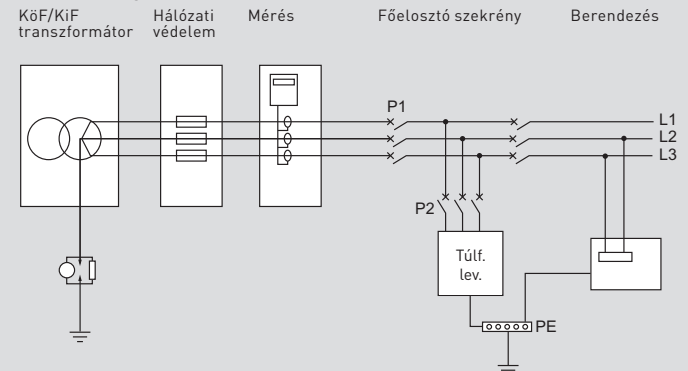 KöF/KiF
transzformátor
Hálózati
védelem
Mérés
Főelosztó szekrény
Berendezés
P1
L1
L2
L3
P2
Túlf.
lev.
PE